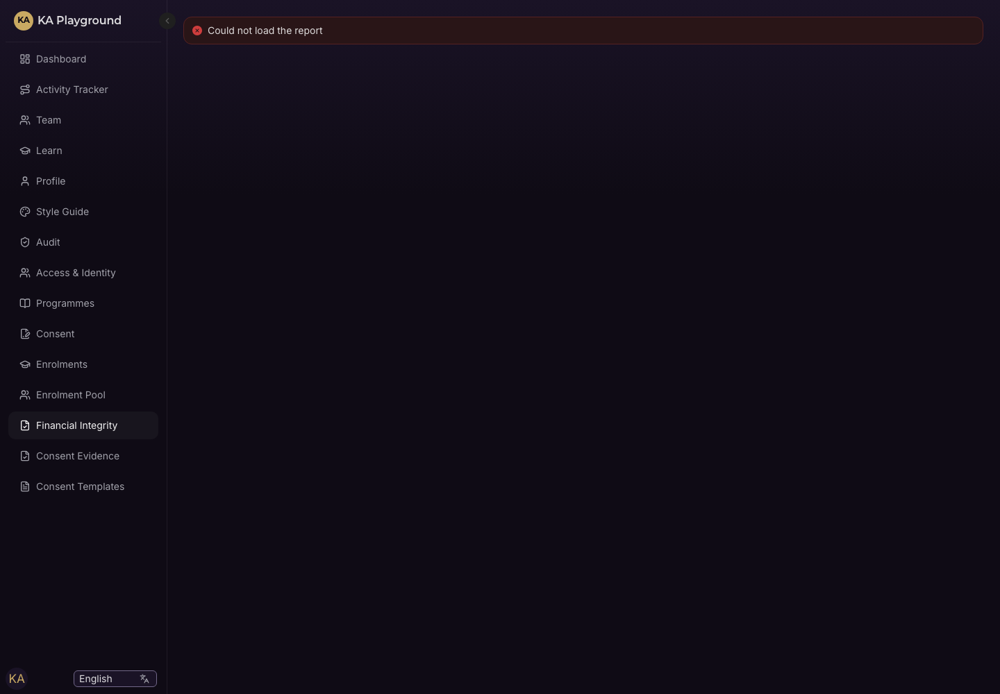 KA KA Playground
Could not load the report
Dashboard
Activity Tracker
Team
Learn
Profile
Style Guide
Audit
Access & Identity
Programmes
Consent
Enrolments
Enrolment Pool
Financial Integrity
Consent Evidence
Consent Templates
KA English